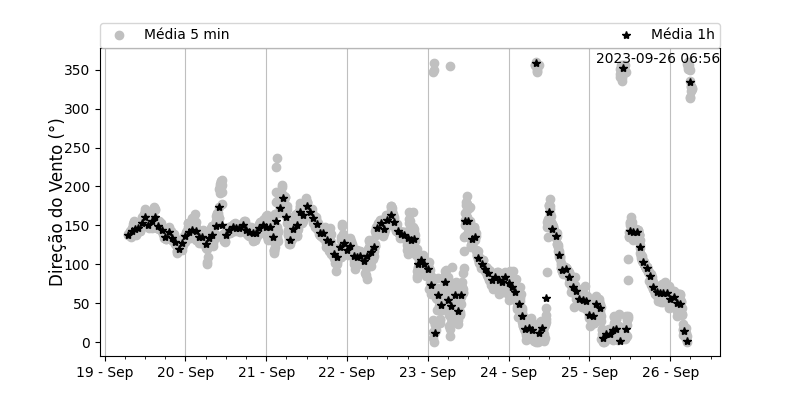 Média 5 min
Média 1h
2023-09-26 06:56
Direção do Vento (°)
350
300
250
200
150
100
50
0
19 - Sep
20 - Sep
21 - Sep
22 - Sep
23 - Sep
24 - Sep
25 - Sep
26 - Sep